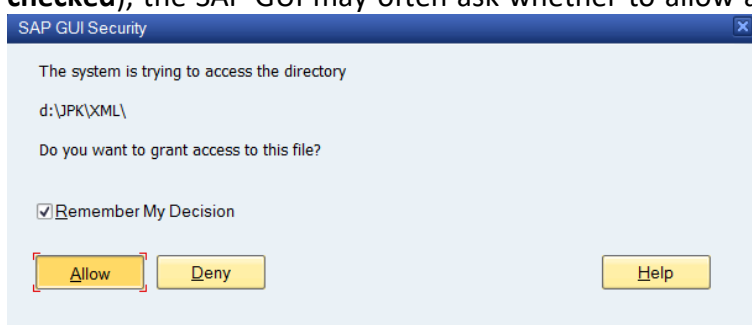 checked), the SAP GUI may often ask whether to allow a
SAP GUI Security
The system is trying to access the directory
d:\JPK\XML\
Do you want to grant access to this file?
Remember My Decision
Allow Deny Help